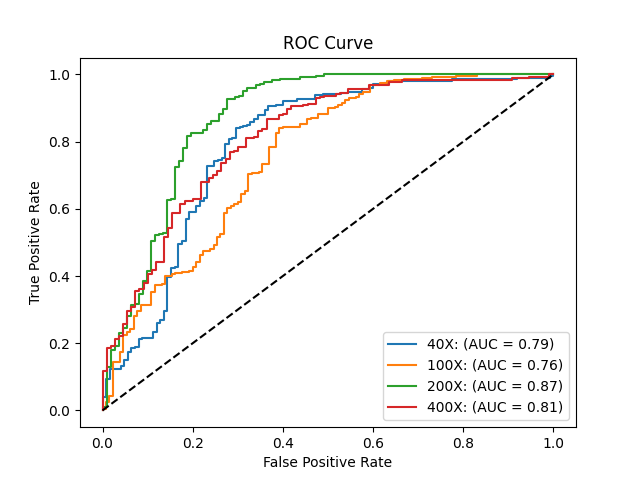 ROC Curve
True Positive Rate
1.0
0.8
0.6
0.4
0.2
0.0
0.0 0.2 0.4 0.6 0.8 1.0
False Positive Rate
40X: (AUC = 0.79)
100X: (AUC = 0.76)
200X: (AUC = 0.87)
400X: (AUC = 0.81)